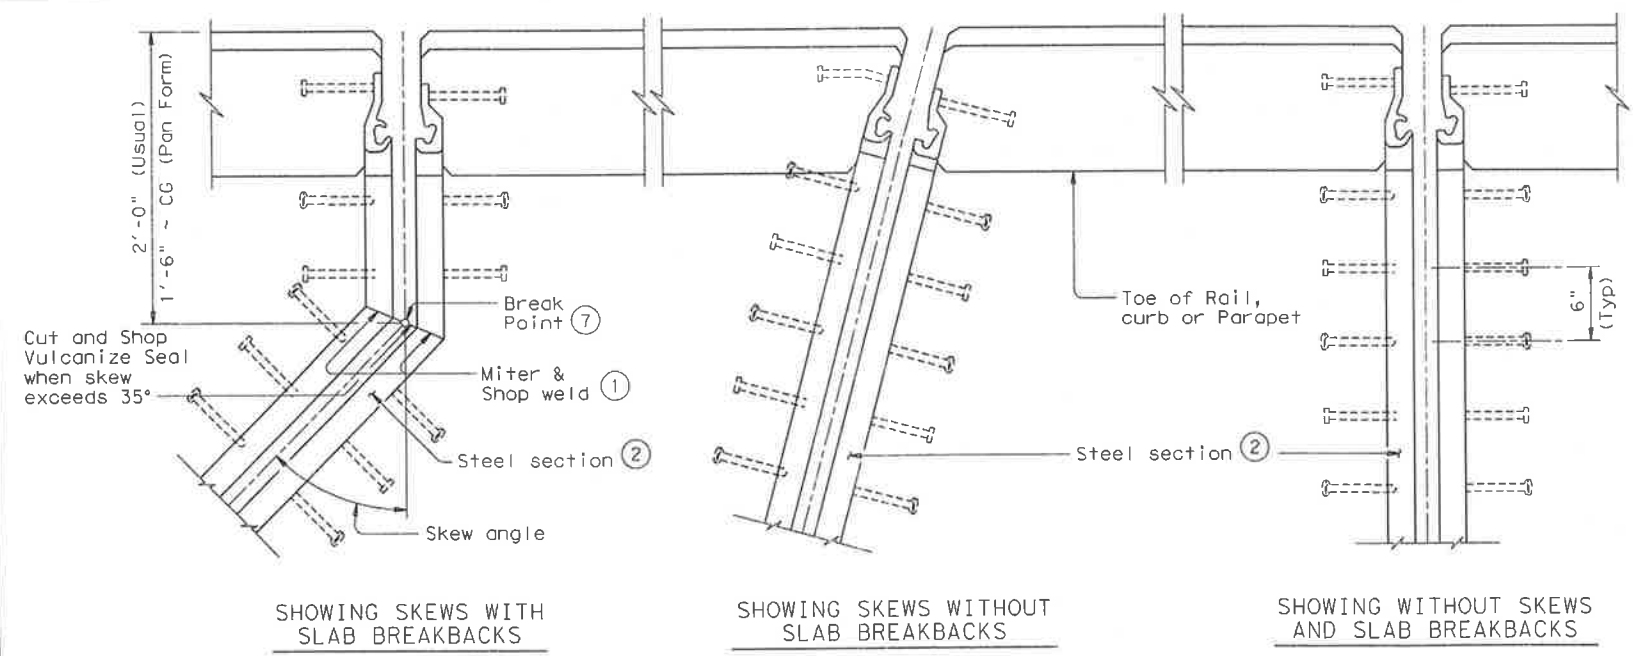 2'-0" (Usual)
1'-6" ~ CG (Pan Form)
Cut and Shop
Vulcanize Seal
when skew
exceeds 35°
Break
Point 7
Miter &
Shop weld 1
Steel section 2
Skew angle
SHOWING SKEWS WITH
SLAB BREAKBACKS
Toe of Rail,
curb or Parapet
Steel section 2
SHOWING SKEWS WITHOUT
SLAB BREAKBACKS
6"
(Typ)
SHOWING WITHOUT SKEWS
AND SLAB BREAKBACKS